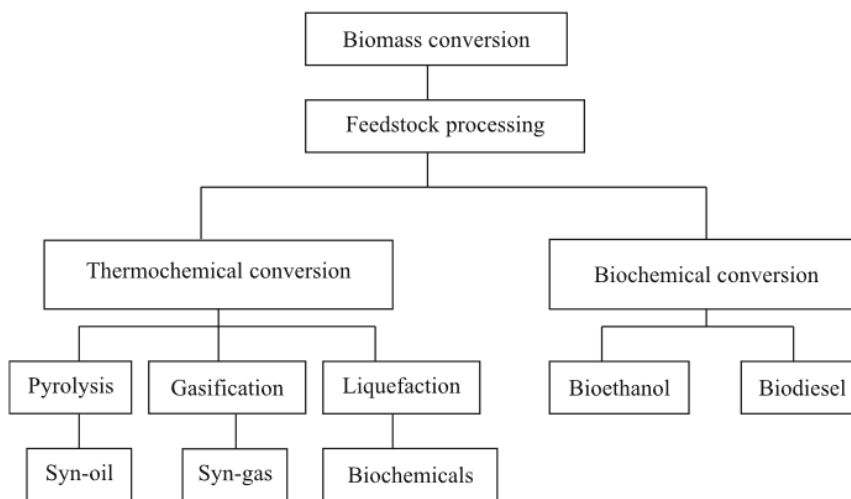 Biomass conversion
Feedstock processing
Thermochemical conversion
Biochemical conversion
Pyrolysis
Gasification
Liquefaction
Bioethanol
Biodiesel
Syn-oil
Syn-gas
Biochemicals